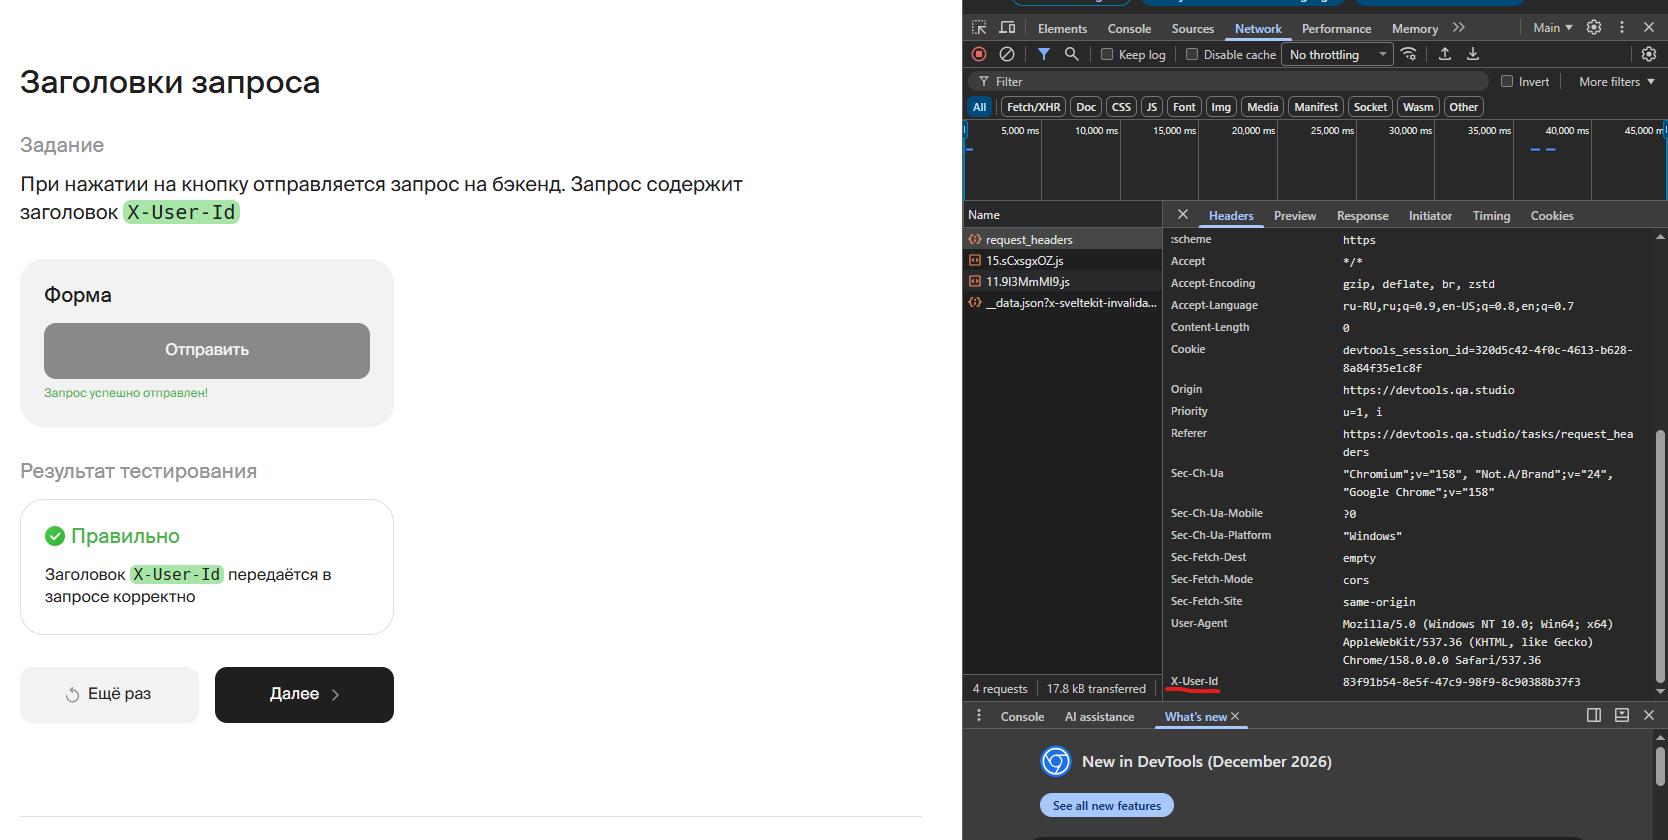 Заголовки запроса
Задание
При нажатии на кнопку отправляется запрос на бэкенд. Запрос содержит
заголовок X-User-Id
Форма
Отправить
Запрос успешно отправлен!
Результат тестирования
Правильно
Заголовок X-User-Id передаётся в
запросе корректно
Ещё раз
Далее
Elements Console Sources Network Performance Memory Main
Keep log Disable cache No throttling
Filter Invert More filters
All Fetch/XHR Doc CSS JS Font Img Media Manifest Socket Wasm Other
5,000 ms 10,000 ms 15,000 ms 20,000 ms 25,000 ms 30,000 ms 35,000 ms 40,000 ms 45,000 m
Name
request_headers
15.sCxsgxOZ.js
11.9I3MmMI9.js
__data.json?x-sveltekit-invalida...
4 requests 17.8 kB transferred
Headers Preview Response Initiator Timing Cookies
:scheme https
Accept */*
Accept-Encoding gzip, deflate, br, zstd
Accept-Language ru-RU,ru;q=0.9,en-US;q=0.8,en;q=0.7
Content-Length 0
Cookie devtools_session_id=320d5c42-4f0c-4613-b628-
8a84f35e1c8f
Origin https://devtools.qa.studio
Priority u=1, i
Referer https://devtools.qa.studio/tasks/request_hea
ders
Sec-Ch-Ua "Chromium";v="158", "Not.A/Brand";v="24",
"Google Chrome";v="158"
Sec-Ch-Ua-Mobile ?0
Sec-Ch-Ua-Platform "Windows"
Sec-Fetch-Dest empty
Sec-Fetch-Mode cors
Sec-Fetch-Site same-origin
User-Agent Mozilla/5.0 (Windows NT 10.0; Win64; x64)
AppleWebKit/537.36 (KHTML, like Gecko)
Chrome/158.0.0.0 Safari/537.36
X-User-Id 83f91b54-8e5f-47c9-98f9-8c90388b37f3
Console AI assistance What's new
New in DevTools (December 2026)
See all new features